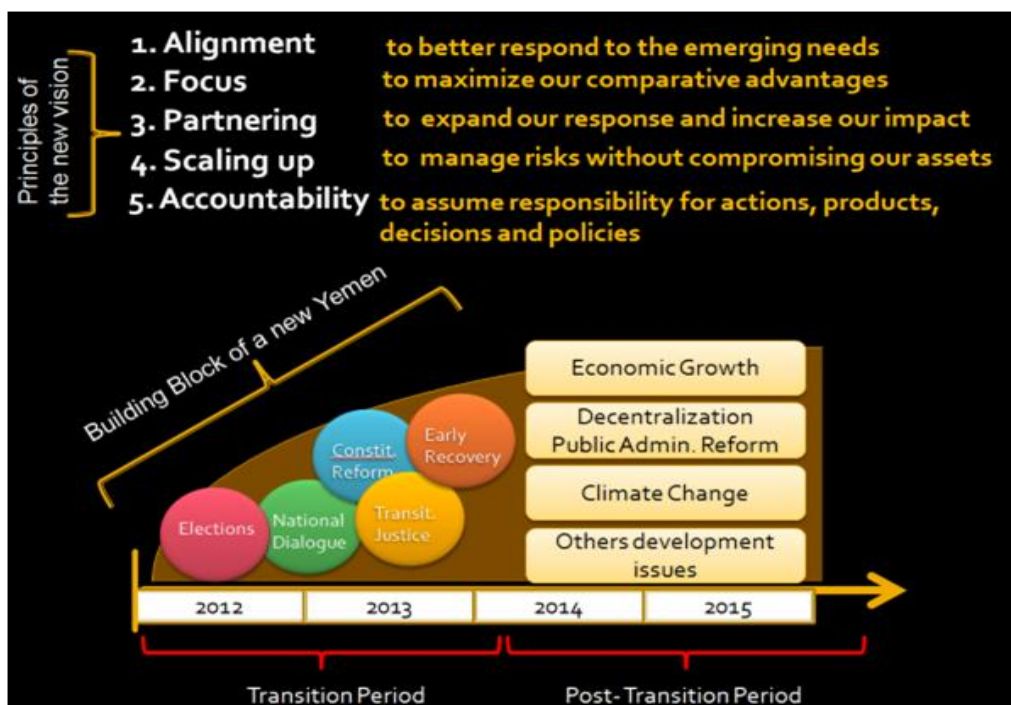 Principles of
the new vision
1. Alignment to better respond to the emerging needs
2. Focus to maximize our comparative advantages
3. Partnering to expand our response and increase our impact
4. Scaling up to manage risks without compromising our assets
5. Accountability to assume responsibility for actions, products,
decisions and policies
Building Block of a new Yemen
Elections
National
Dialogue
Constit.
Reform
Transit.
Justice
Early
Recovery
Economic Growth
Decentralization
Public Admin. Reform
Climate Change
Others development
issues
2012 2013 2014 2015
Transition Period Post-Transition Period